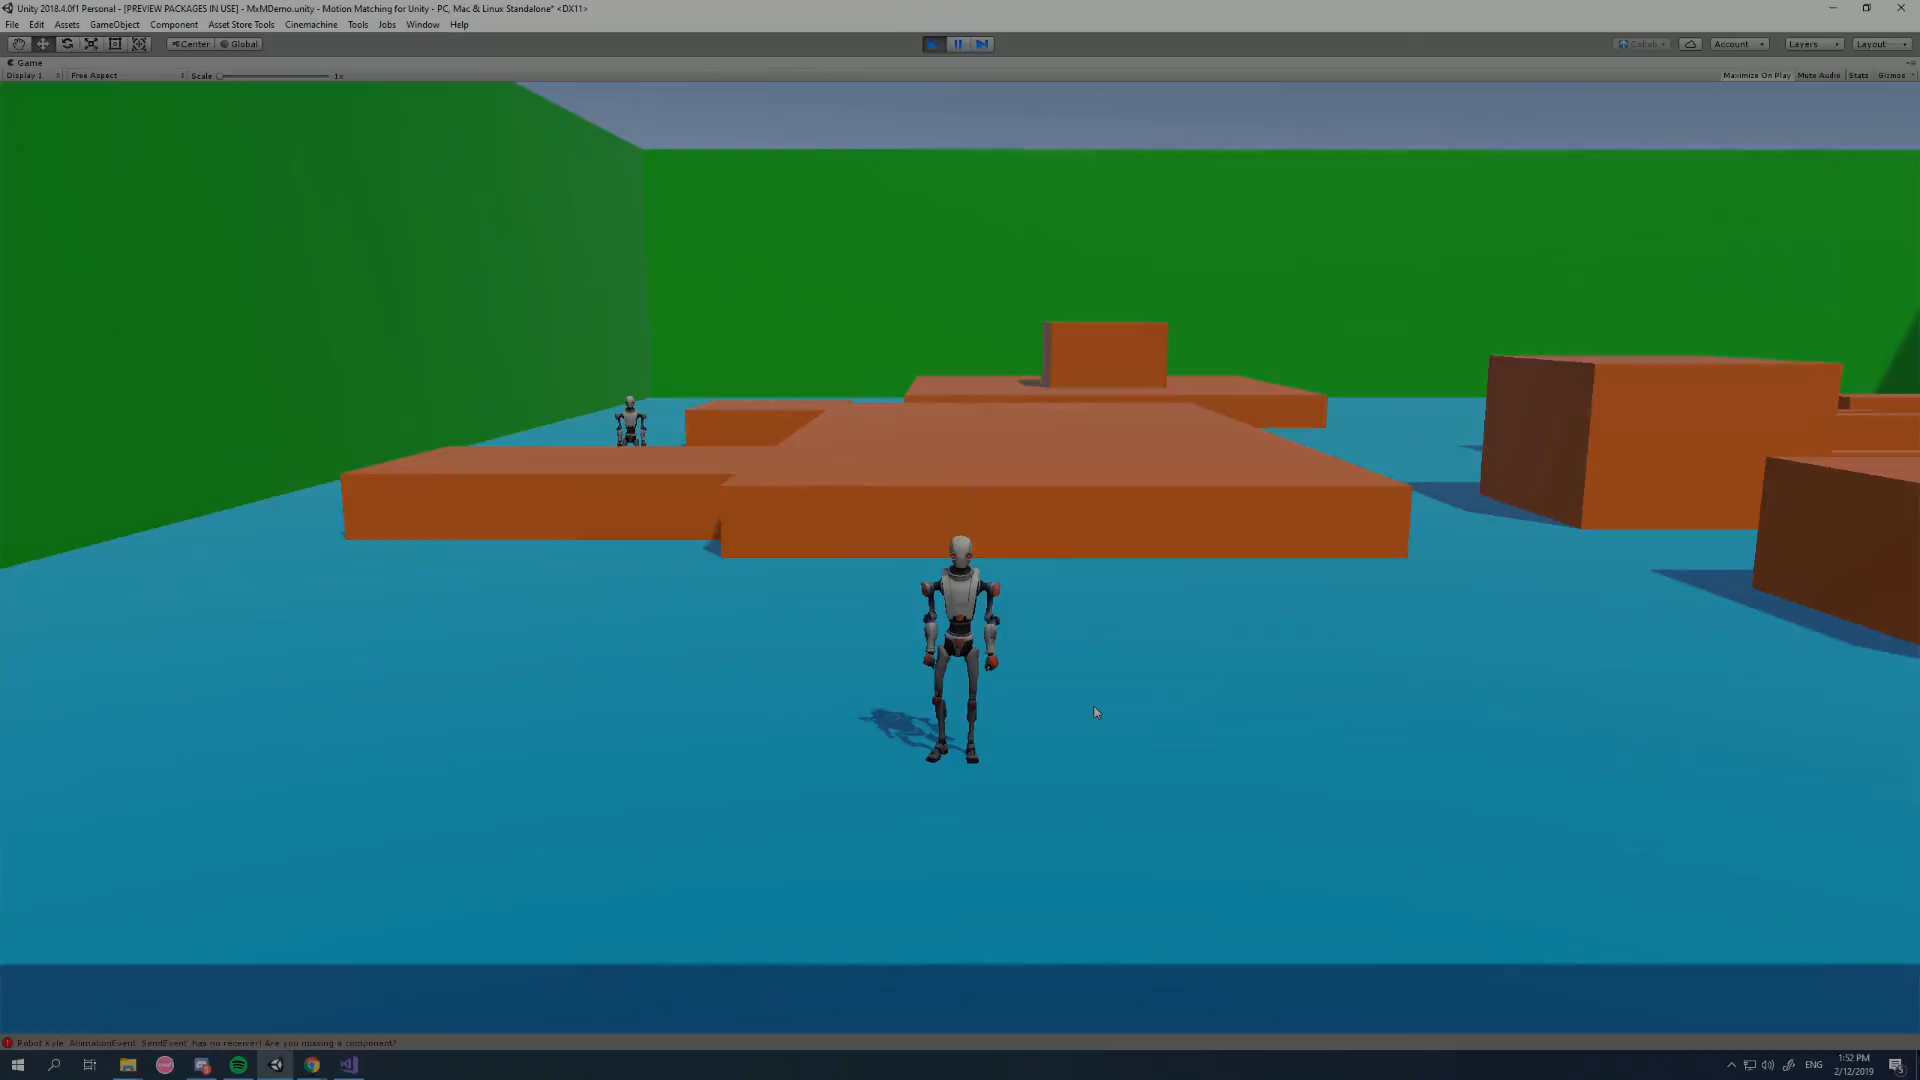 Unity 2018.4.0f1 Personal - [PREVIEW PACKAGES IN USE] - MxMDemo.unity - Motion Matching for Unity - PC, Mac & Linux Standalone* <DX11>
File Edit Assets GameObject Component Asset Store Tools Cinemachine Tools Jobs Window Help
Center Global Collab Account Layers Layout
Game
Display 1 Free Aspect Scale 1x Maximize On Play Mute Audio Stats Gizmos
Robot Kyle 'AnimationEvent 'SendEvent' has no receiver! Are you missing a component?
ENG
1:52 PM
2/12/2019